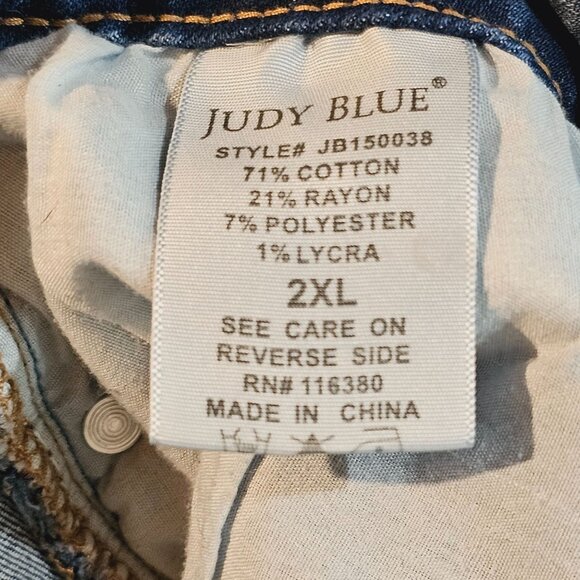 JUDY BLUE®
STYLE# JB150038
71% COTTON
21% RAYON
7% POLYESTER
1% LYCRA
2XL
SEE CARE ON
REVERSE SIDE
RN# 116380
MADE IN CHINA